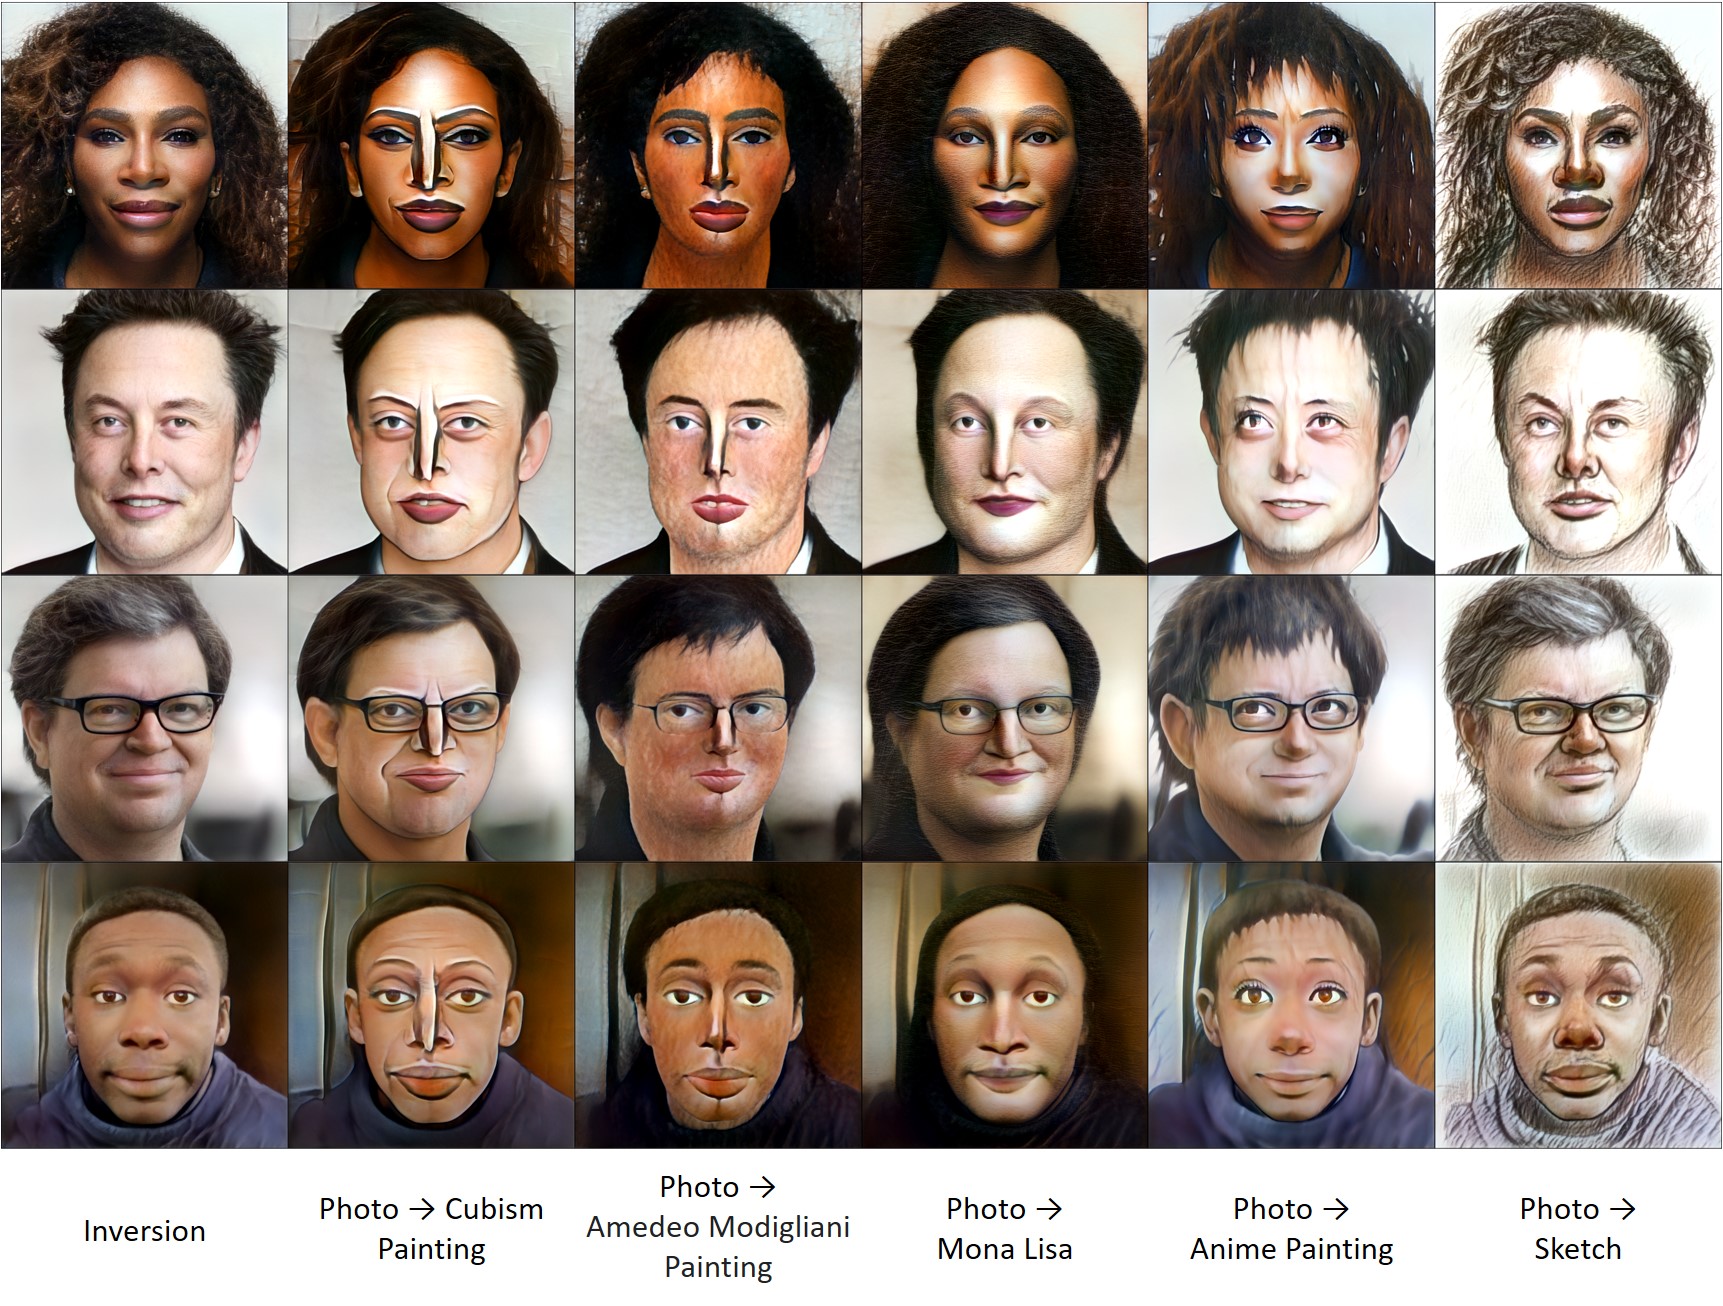 Inversion
Photo → Cubism
Painting
Photo →
Amedeo Modigliani
Painting
Photo →
Mona Lisa
Photo →
Anime Painting
Photo →
Sketch